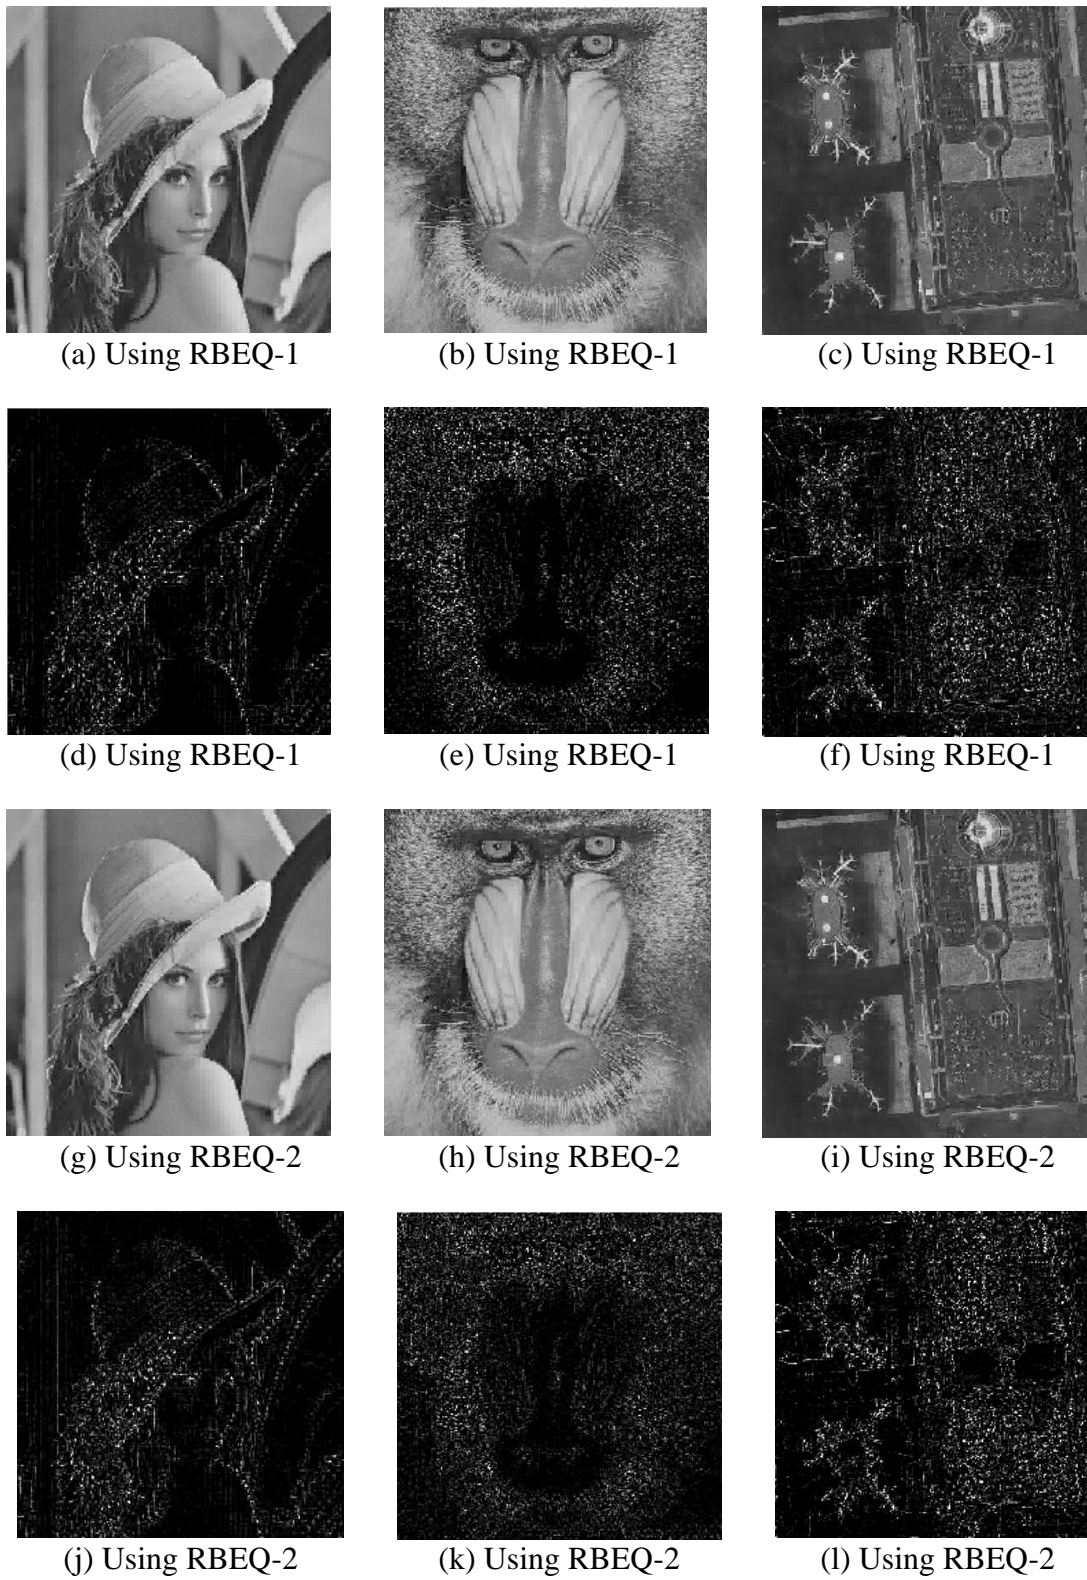 (a) Using RBEQ-1
(b) Using RBEQ-1
(c) Using RBEQ-1
(d) Using RBEQ-1
(e) Using RBEQ-1
(f) Using RBEQ-1
(g) Using RBEQ-2
(h) Using RBEQ-2
(i) Using RBEQ-2
(j) Using RBEQ-2
(k) Using RBEQ-2
(l) Using RBEQ-2